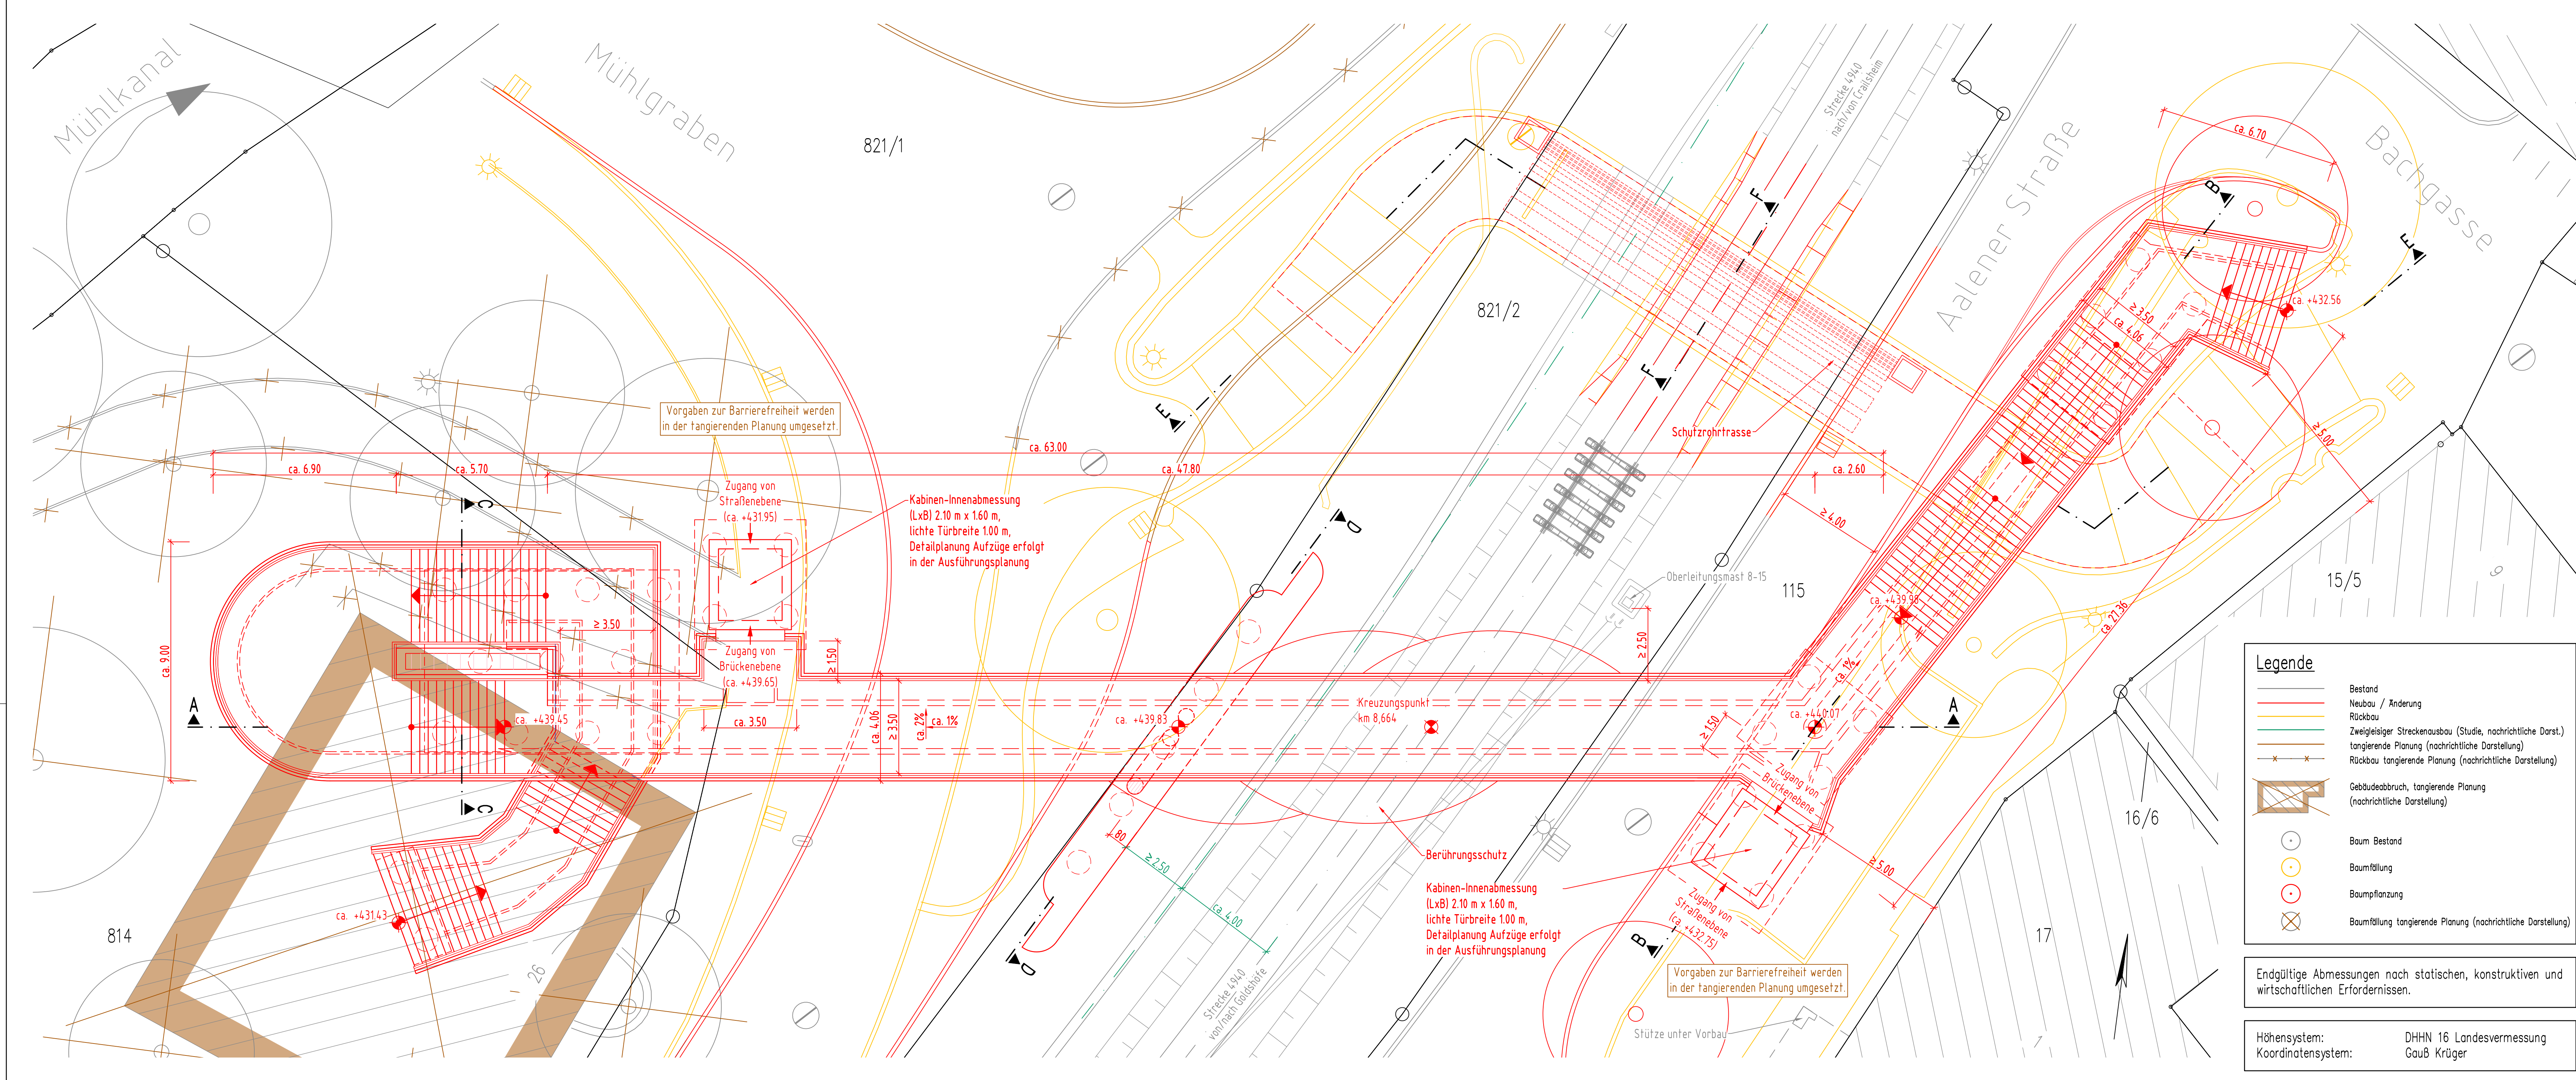 Mühlkanal
Mühlgraben
821/1
Strecke 4940
nach/von Crailsheim
Aalener Straße
Bachgasse
ca. 6.70
B
E
F
ca. +432.56
≥ 3.50
ca. 4.06
821/2
E
F
Schutzrohrtrasse
≥ 5.00
Vorgaben zur Barrierefreiheit werden
in der tangierenden Planung umgesetzt.
ca. 63.00
ca. 6.90
ca. 5.70
ca. 47.80
ca. 2.60
Zugang von
Straßenebene
(ca. +431.95)
Kabinen-Innenabmessung
(LxB) 2.10 m x 1.60 m,
lichte Türbreite 1.00 m,
Detailplanung Aufzüge erfolgt
in der Ausführungsplanung
C
D
≥ 4.00
Oberleitungsmast 8-15
115
ca. +439.98
ca. 27.36
15/5
9
≥ 3.50
ca. 9.00
Zugang von
Brückenebene
(ca. +439.65)
≥ 1.50
≥ 2.50
ca. 1%
A
ca. +439.45
ca. 3.50
ca. 4.06
≥ 3.50
ca. 2%
ca. 1%
ca. +439.83
Kreuzungspunkt
km 8,664
≥ 1.50
ca. +440.07
A
Zugang von
Brückenebene
C
80
≥ 2.50
ca. 4.00
Berührungsschutz
Kabinen-Innenabmessung
(LxB) 2.10 m x 1.60 m,
lichte Türbreite 1.00 m,
Detailplanung Aufzüge erfolgt
in der Ausführungsplanung
Zugang von
Straßenebene
(ca. +432.75)
≥ 5.00
16/6
17
ca. +431.43
814
26
D
B
Strecke 4940
von/nach Goldshöfe
Vorgaben zur Barrierefreiheit werden
in der tangierenden Planung umgesetzt.
Stütze unter Vorbau
Legende
Bestand
Neubau / Änderung
Rückbau
Zweigleisiger Streckenausbau (Studie, nachrichtliche Darst.)
tangierende Planung (nachrichtliche Darstellung)
Rückbau tangierende Planung (nachrichtliche Darstellung)
Gebäudeabbruch, tangierende Planung
(nachrichtliche Darstellung)
Baum Bestand
Baumfällung
Baumpflanzung
Baumfällung tangierende Planung (nachrichtliche Darstellung)
Endgültige Abmessungen nach statischen, konstruktiven und
wirtschaftlichen Erfordernissen.
Höhensystem: DHHN 16 Landesvermessung
Koordinatensystem: Gauß Krüger